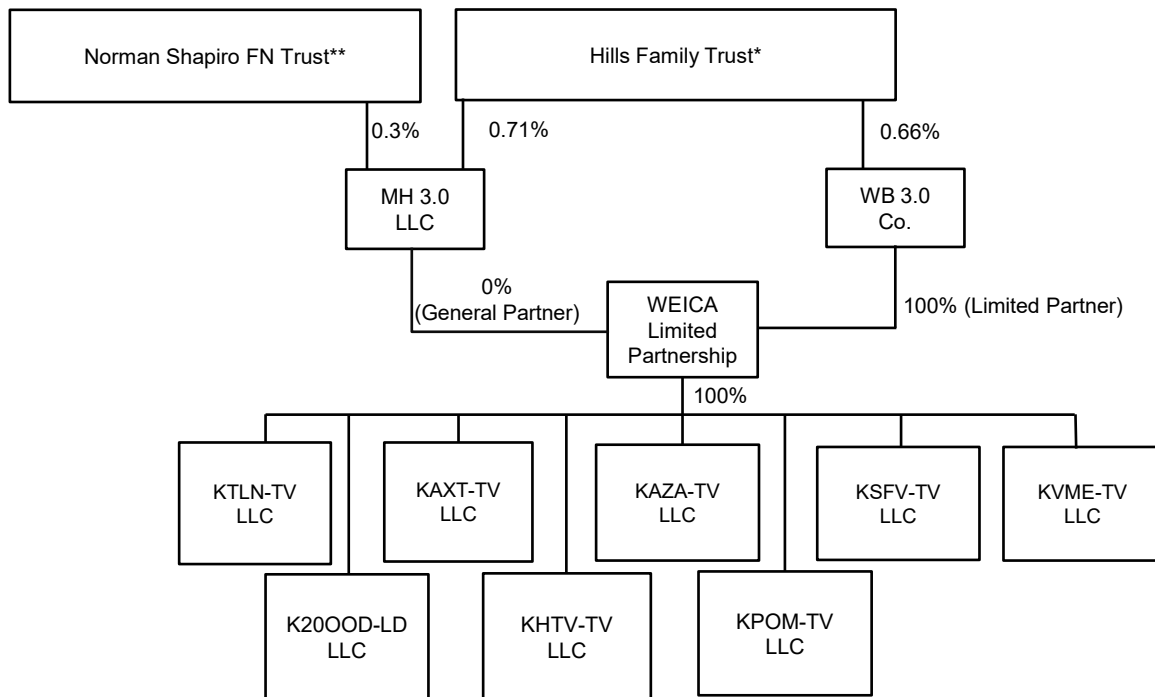 Norman Shapiro FN Trust**
Hills Family Trust*
0.3%
0.71%
0.66%
MH 3.0
LLC
WB 3.0
Co.
0%
(General Partner)
WEICA
Limited
Partnership
100% (Limited Partner)
100%
KTLN-TV
LLC
KAXT-TV
LLC
KAZA-TV
LLC
KSFV-TV
LLC
KVME-TV
LLC
K20OOD-LD
LLC
KHTV-TV
LLC
KPOM-TV
LLC